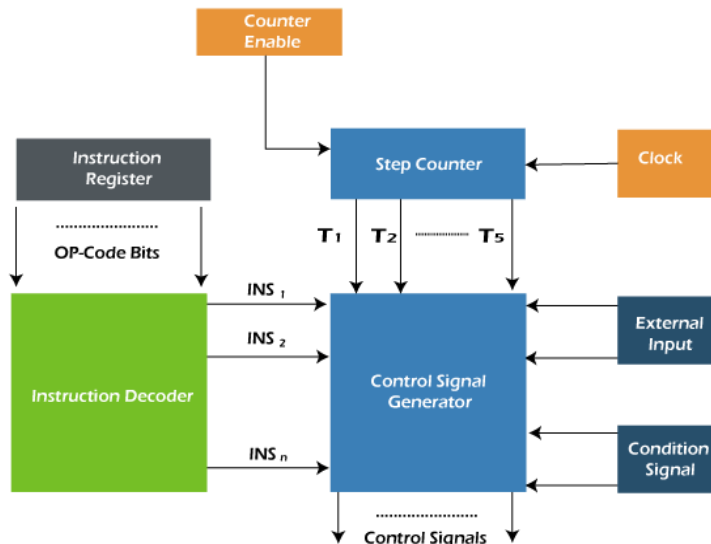 Counter
Enable
Instruction
Register
Step Counter
Clock
OP-Code Bits
T1 T2 T5
INS 1
INS 2
INS n
Instruction Decoder
Control Signal
Generator
External
Input
Condition
Signal
Control Signals